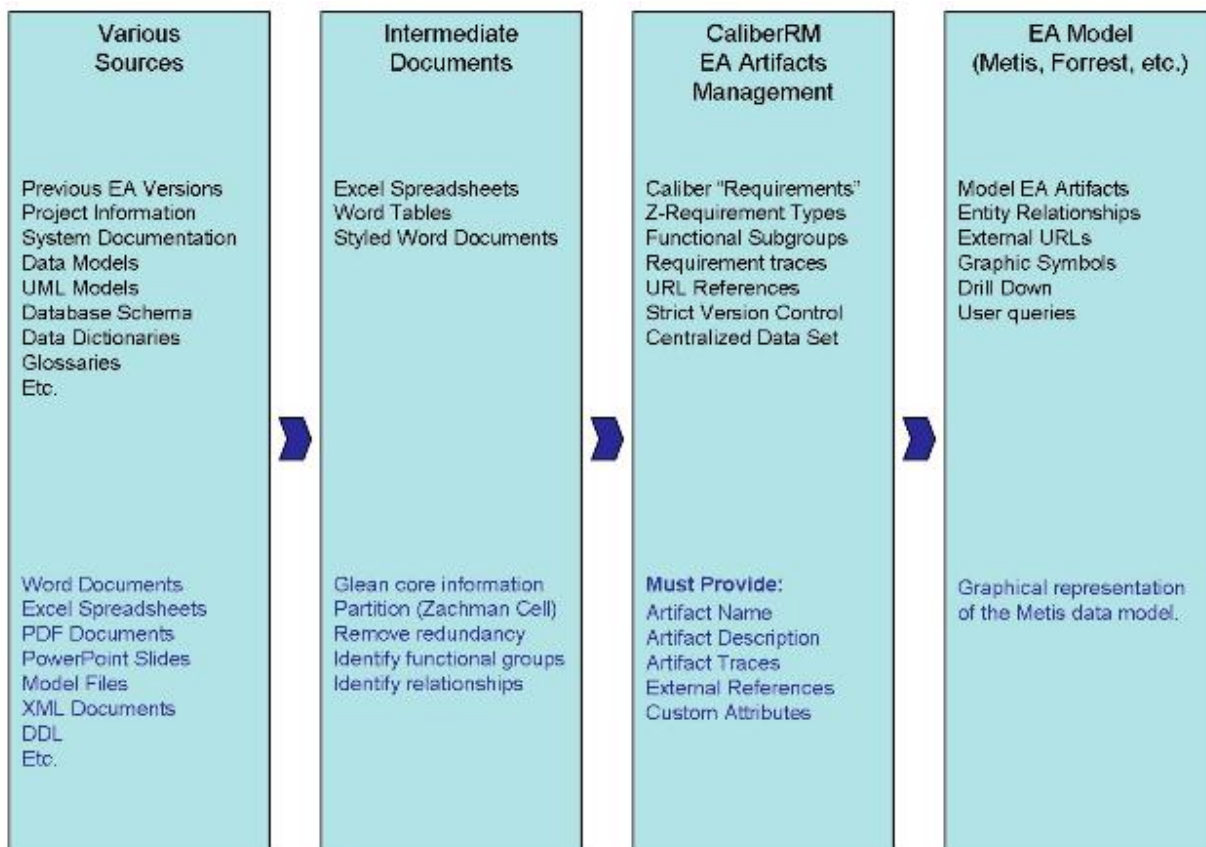 Various
Sources
Previous EA Versions
Project Information
System Documentation
Data Models
UML Models
Database Schema
Data Dictionaries
Glossaries
Etc.
Word Documents
Excel Spreadsheets
PDF Documents
PowerPoint Slides
Model Files
XML Documents
DDL
Etc.
Intermediate
Documents
Excel Spreadsheets
Word Tables
Styled Word Documents
Glean core information
Partition (Zachman Cell)
Remove redundancy
Identify functional groups
Identify relationships
CaliberRM
EA Artifacts
Management
Caliber “Requirements”
Z-Requirement Types
Functional Subgroups
Requirement traces
URL References
Strict Version Control
Centralized Data Set
Must Provide:
Artifact Name
Artifact Description
Artifact Traces
External References
Custom Attributes
EA Model
(Metis, Forrest, etc.)
Model EA Artifacts
Entity Relationships
External URLs
Graphic Symbols
Drill Down
User queries
Graphical representation
of the Metis data model.